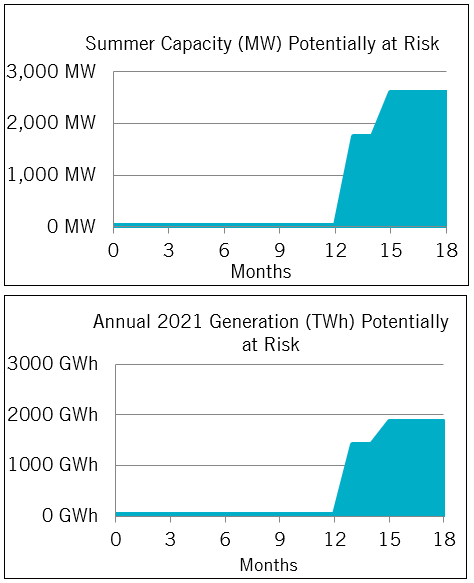 Summer Capacity (MW) Potentially at Risk
3,000 MW
2,000 MW
1,000 MW
0 MW
0 3 6 9 12 15 18
Months
Annual 2021 Generation (TWh) Potentially
at Risk
3000 GWh
2000 GWh
1000 GWh
0 GWh
0 3 6 9 12 15 18
Months